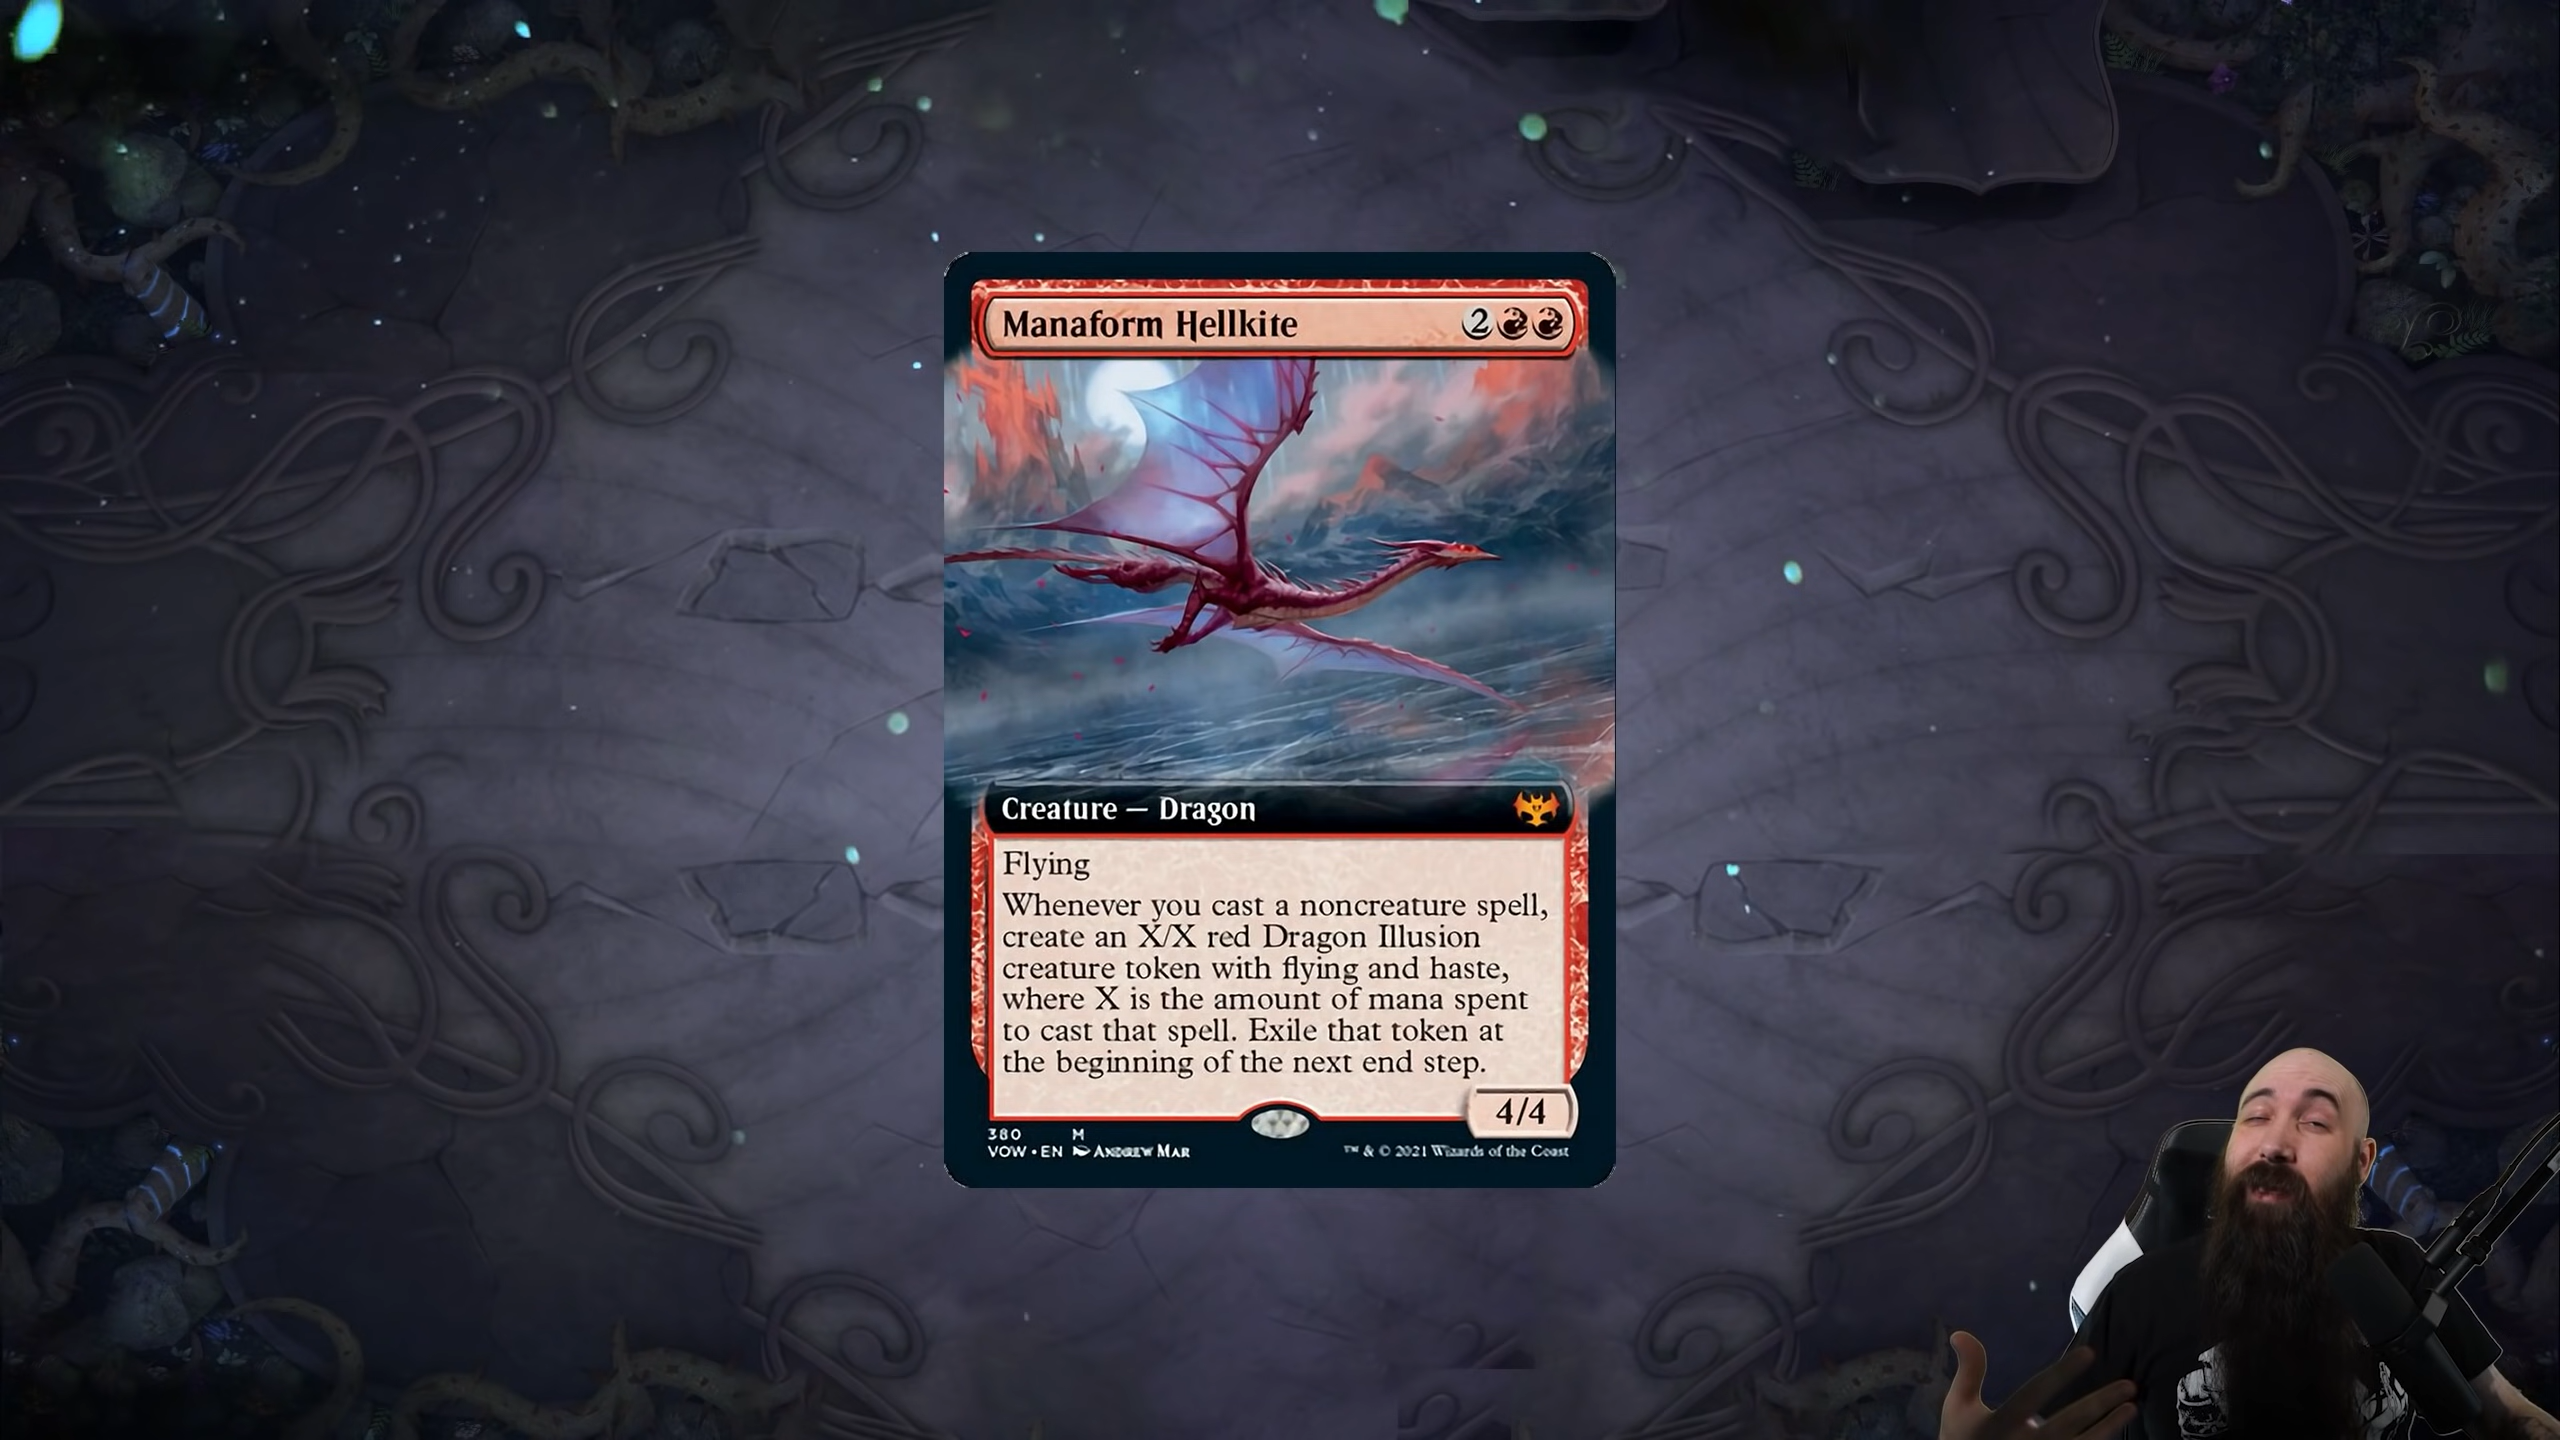 Manaform Hellkite 2
Creature — Dragon
Flying
Whenever you cast a noncreature spell,
create an X/X red Dragon Illusion
creature token with flying and haste,
where X is the amount of mana spent
to cast that spell. Exile that token at
the beginning of the next end step.
4/4
380 M
VOW • EN Andrew Mar
™ & © 2021 Wizards of the Coast